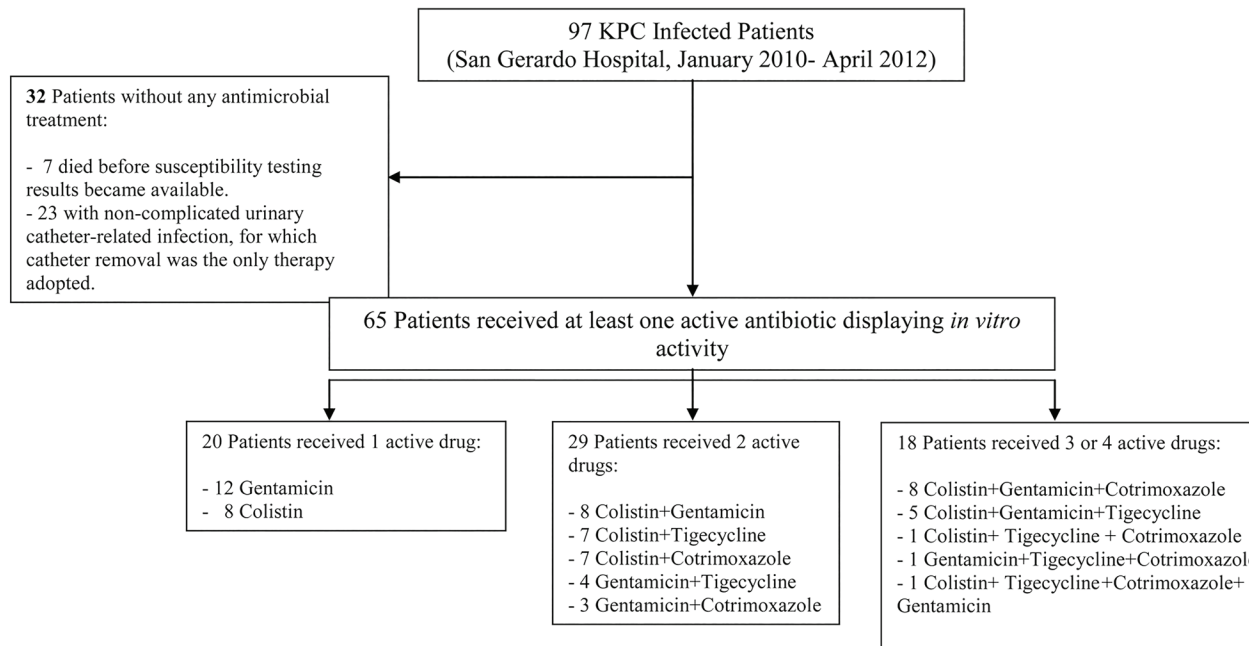 97 KPC Infected Patients
(San Gerardo Hospital, January 2010- April 2012)
32 Patients without any antimicrobial
treatment:
- 7 died before susceptibility testing
results became available.
- 23 with non-complicated urinary
catheter-related infection, for which
catheter removal was the only therapy
adopted.
65 Patients received at least one active antibiotic displaying in vitro
activity
20 Patients received 1 active drug:
- 12 Gentamicin
- 8 Colistin
29 Patients received 2 active
drugs:
- 8 Colistin+Gentamicin
- 7 Colistin+Tigecycline
- 7 Colistin+Cotrimoxazole
- 4 Gentamicin+Tigecycline
- 3 Gentamicin+Cotrimoxazole
18 Patients received 3 or 4 active drugs:
- 8 Colistin+Gentamicin+Cotrimoxazole
- 5 Colistin+Gentamicin+Tigecycline
- 1 Colistin+ Tigecycline + Cotrimoxazole
- 1 Gentamicin+Tigecycline+Cotrimoxazole
- 1 Colistin+ Tigecycline+Cotrimoxazole+
Gentamicin